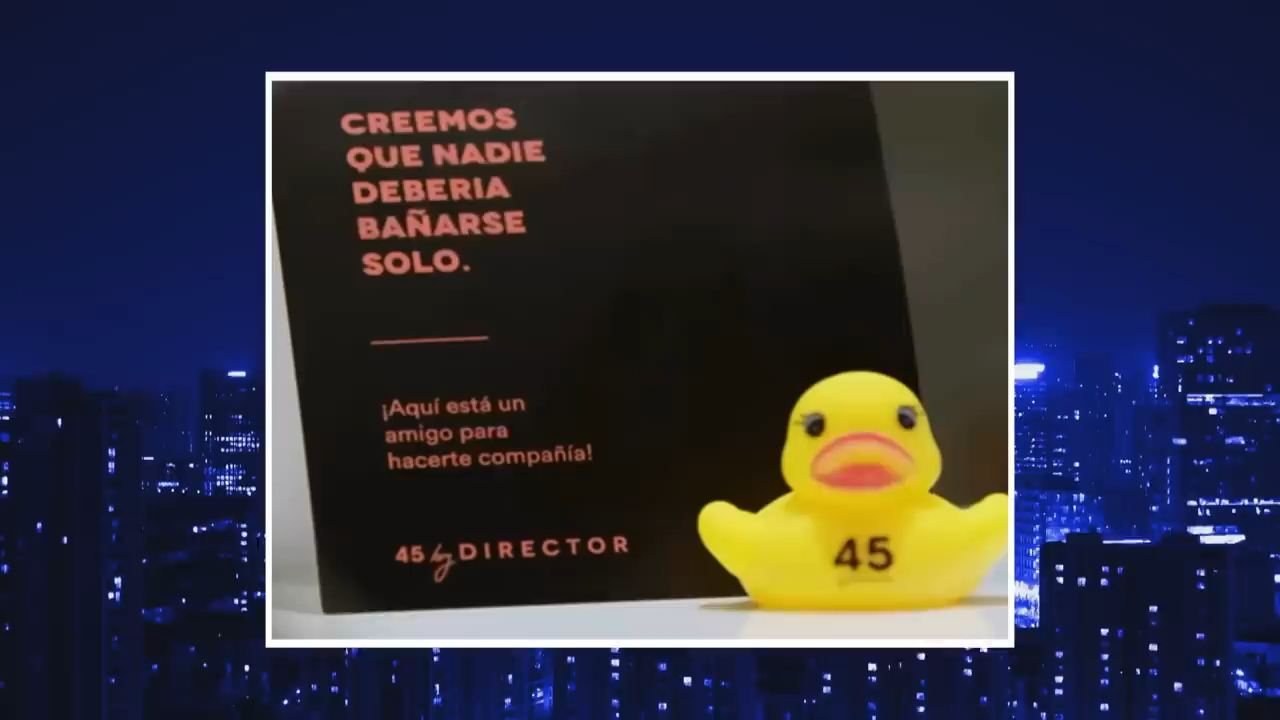 CREEMOS
QUE NADIE
DEBERIA
BAÑARSE
SOLO.
¡Aquí está un
amigo para
hacerte compañía!
45 by DIRECTOR
45